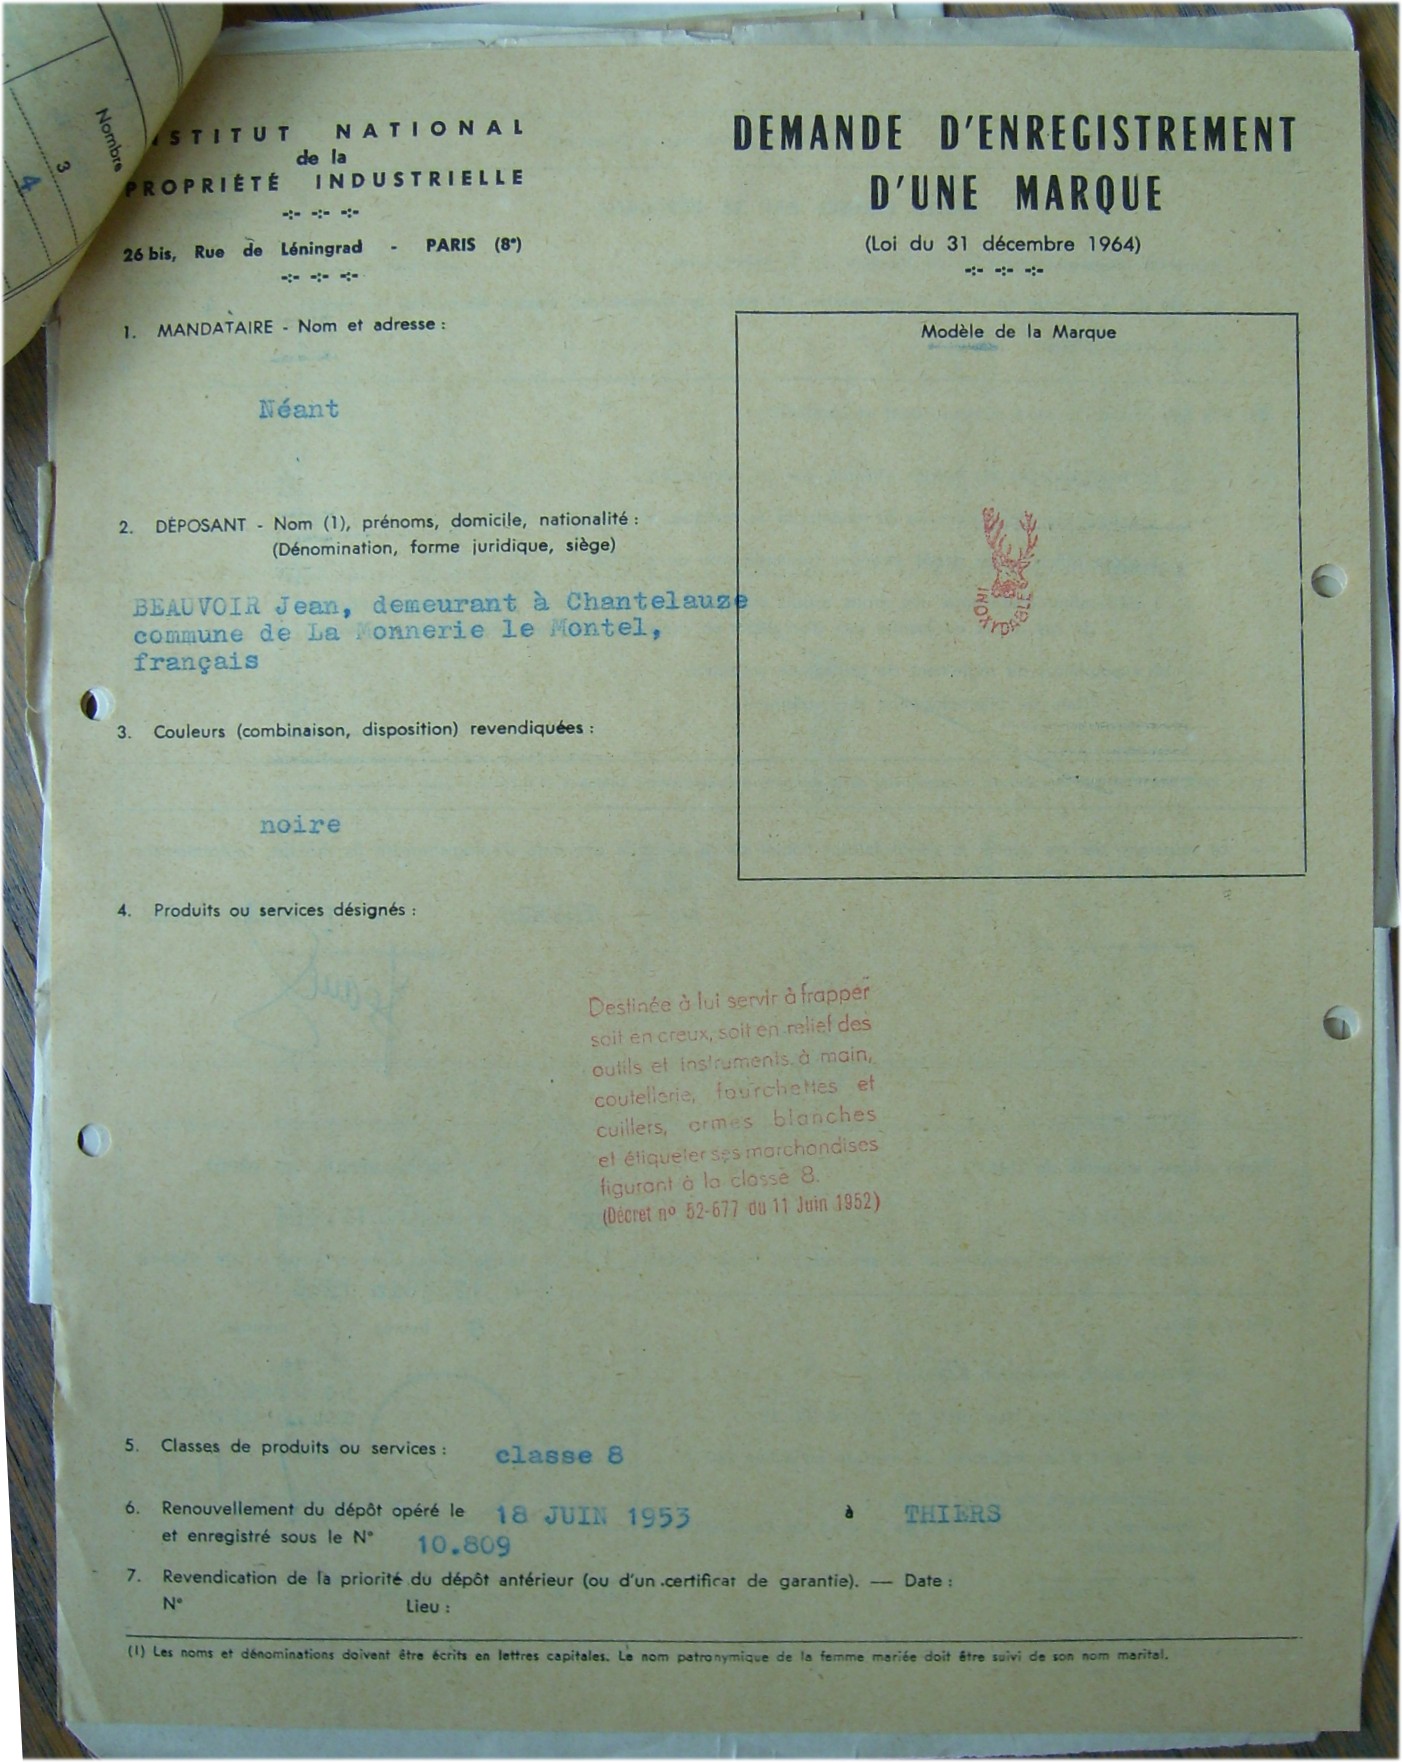 Nombre
3
4
INSTITUT NATIONAL
de la
PROPRIÉTÉ INDUSTRIELLE
26 bis, Rue de Léningrad - PARIS (8e)
DEMANDE D'ENREGISTREMENT
D'UNE MARQUE
(Loi du 31 décembre 1964)
1. MANDATAIRE - Nom et adresse :
Néant
Modèle de la Marque
INOXYDABLE
2. DÉPOSANT - Nom (1), prénoms, domicile, nationalité :
(Dénomination, forme juridique, siège)
BEAUVOIR Jean, demeurant à Chantelauze
commune de La Monnerie le Montel,
français
3. Couleurs (combinaison, disposition) revendiquées :
noire
4. Produits ou services désignés :
Destinée à lui servir à frapper
soit en creux, soit en relief des
outils et instruments à main,
coutellerie, fourchettes et
cuillers, armes blanches
et étiqueter ses marchandises
figurant à la classe 8.
(Décret nº 52-677 du 11 Juin 1952)
5. Classes de produits ou services : classe 8
6. Renouvellement du dépôt opéré le 18 JUIN 1953 à THIERS
et enregistré sous le N° 10.809
7. Revendication de la priorité du dépôt antérieur (ou d'un certificat de garantie). — Date :
N° Lieu :
(1) Les noms et dénominations doivent être écrits en lettres capitales. Le nom patronymique de la femme mariée doit être suivi de son nom marital.